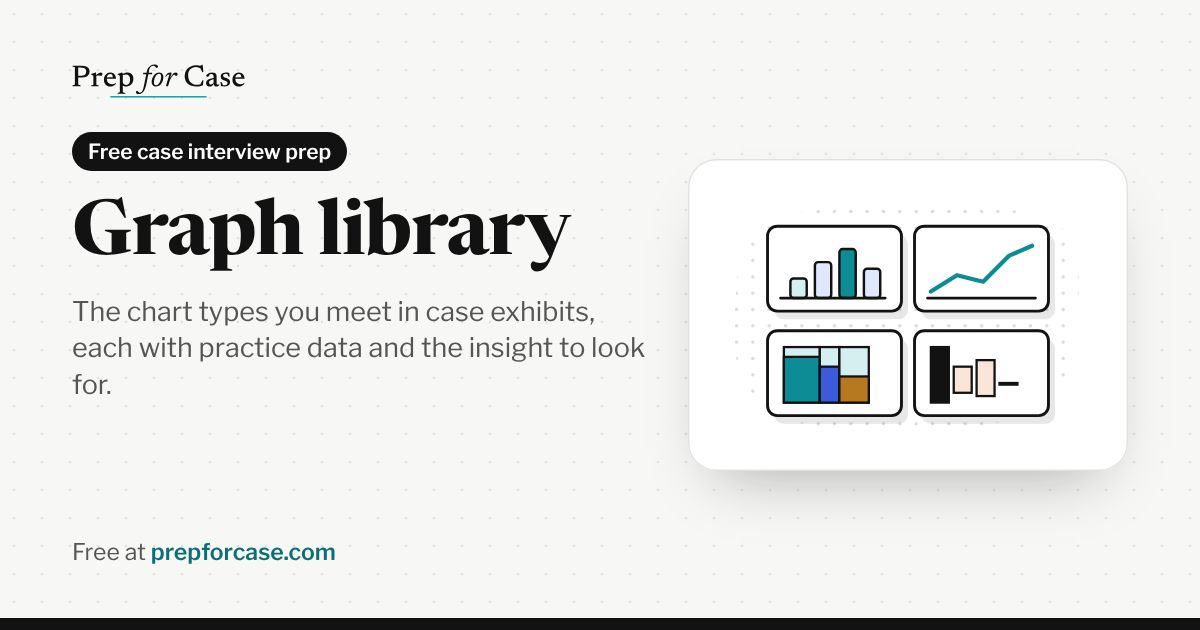 Prep for Case
Free case interview prep
Graph library
The chart types you meet in case exhibits,
each with practice data and the insight to look
for.
Free at prepforcase.com